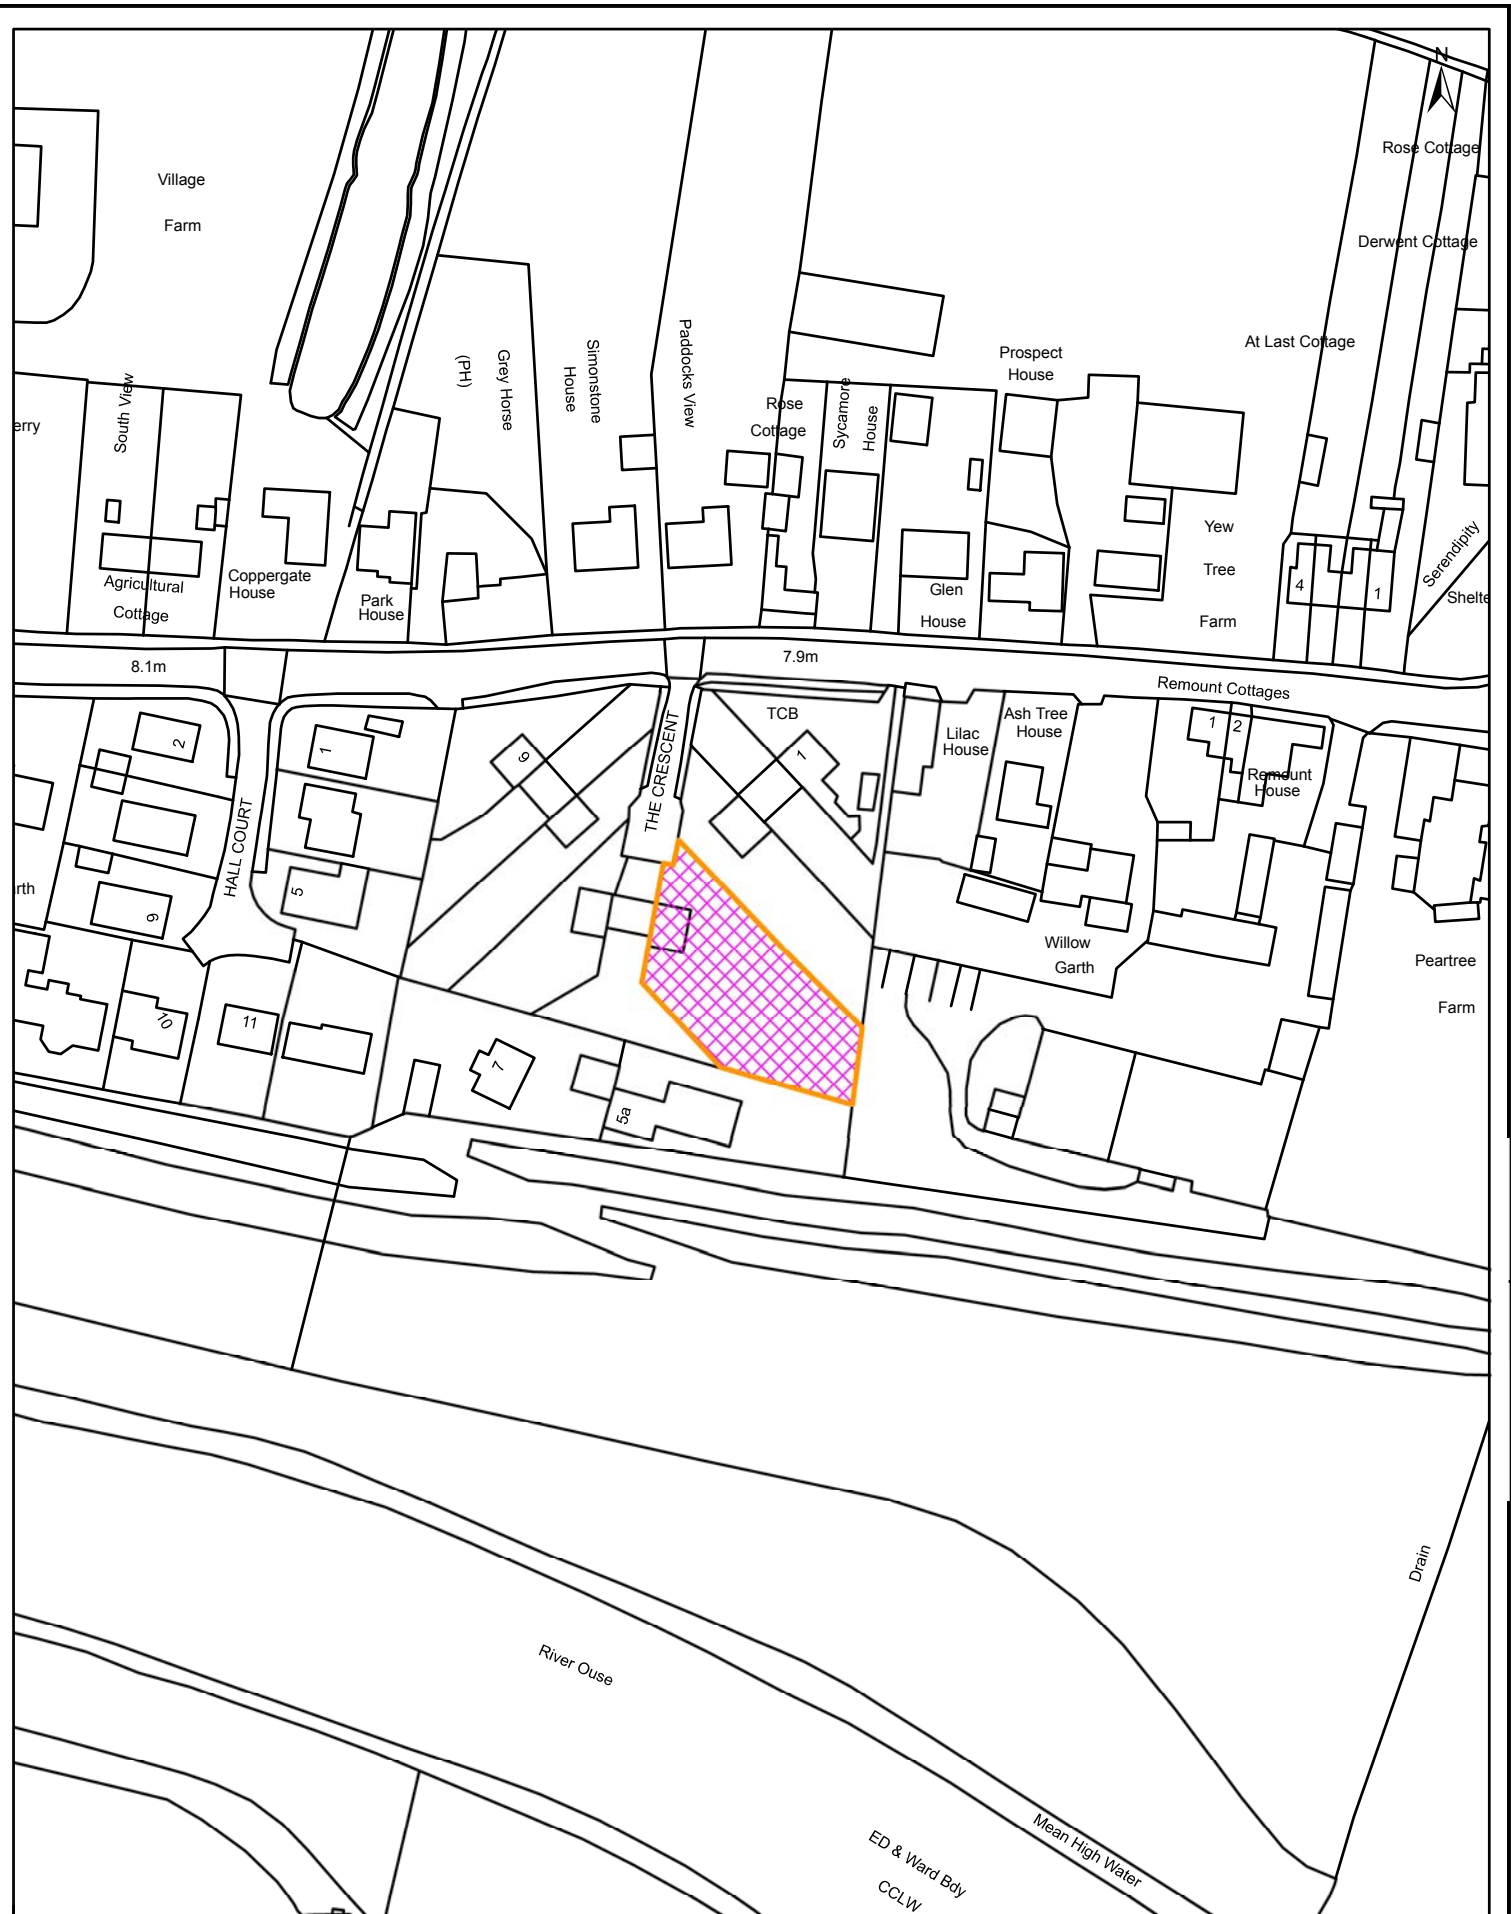 N
Rose Cottage
Village
Farm
Derwent Cottage
At Last Cottage
Prospect
House
South View
(PH)
Grey Horse
Simonstone
House
Paddocks View
Rose
Cottage
Sycamore
House
erry
Yew
Tree
Farm
Serendipity
Shelte
4
1
Agricultural
Cottage
Coppergate
House
Park
House
Glen
House
8.1m
7.9m
Remount Cottages
2
1
9
THE CRESCENT
TCB
1
Lilac
House
Ash Tree
House
1
2
Remount
House
HALL COURT
rth
9
5
Willow
Garth
Peartree
Farm
10
11
7
5a
Drain
River Ouse
Mean High Water
ED & Ward Bdy
CCLW